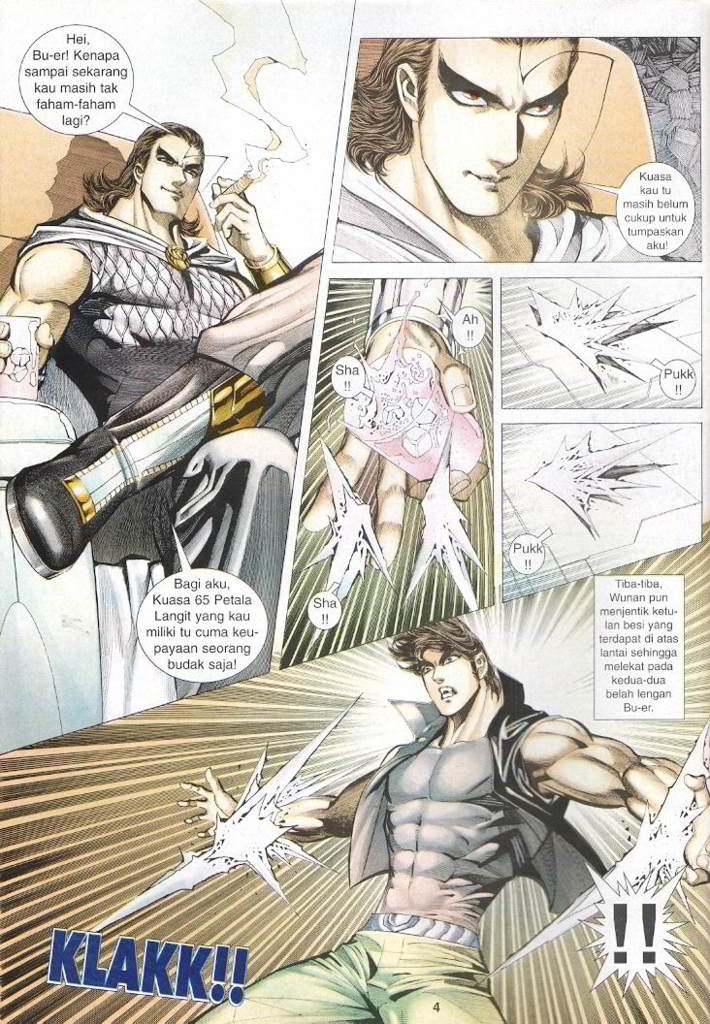 Hei,
Bu-er! Kenapa
sampai sekarang
kau masih tak
faham-faham
lagi?
Kuasa
kau tu
masih belum
cukup untuk
tumpaskan
aku!
Bagi aku,
Kuasa 65 Petala
Langit yang kau
miliki tu cuma keu-
payaan seorang
budak saja!
Ah
!!
Sha
!!
Sha
!!
Pukk
!!
Pukk
!!
Tiba-tiba,
Wunan pun
menjentik ketu-
lan besi yang
terdapat di atas
lantai sehingga
melekat pada
kedua-dua
belah lengan
Bu-er.
KLAKK!!
!!
4